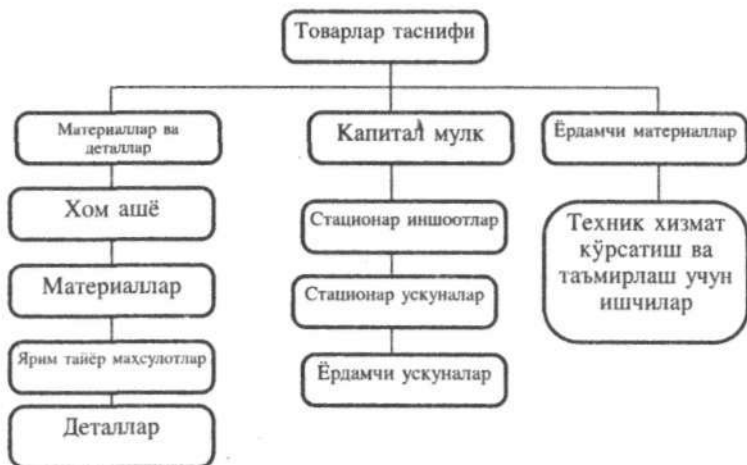 Товарлар таснифи
Материаллар ва
деталлар
Капитал мулк
Ёрдамчи материаллар
Хом ашё
Стационар иншоотлар
Техник хизмат
кўрсатиш ва
таъмирлаш учун
ишчилар
Материаллар
Стационар ускуналар
Ярим тайёр маҳсулотлар
Ёрдамчи ускуналар
Деталлар